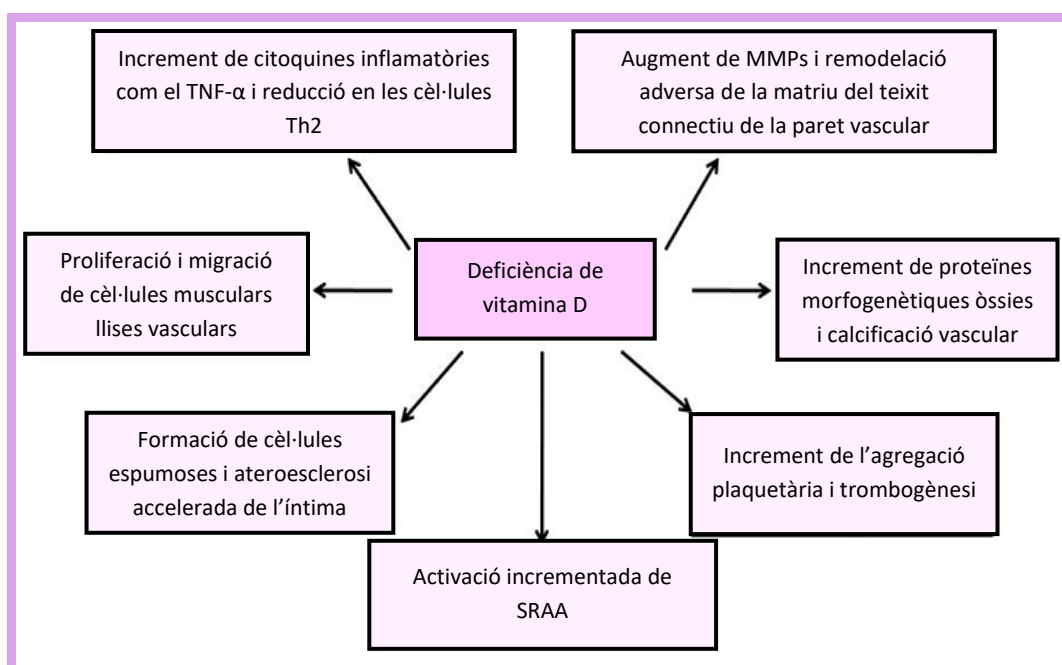 Increment de citoquines inflamatòries
com el TNF-α i reducció en les cèl·lules
Th2
Augment de MMPs i remodelació
adversa de la matriu del teixit
connectiu de la paret vascular
Proliferació i migració
de cèl·lules musculars
llises vasculars
Deficiència de
vitamina D
Increment de proteïnes
morfogenètiques òssies
i calcificació vascular
Formació de cèl·lules
espumoses i ateroesclerosi
accelerada de l’íntima
Increment de l’agregació
plaquetària i trombogènesi
Activació incrementada de
SRAA